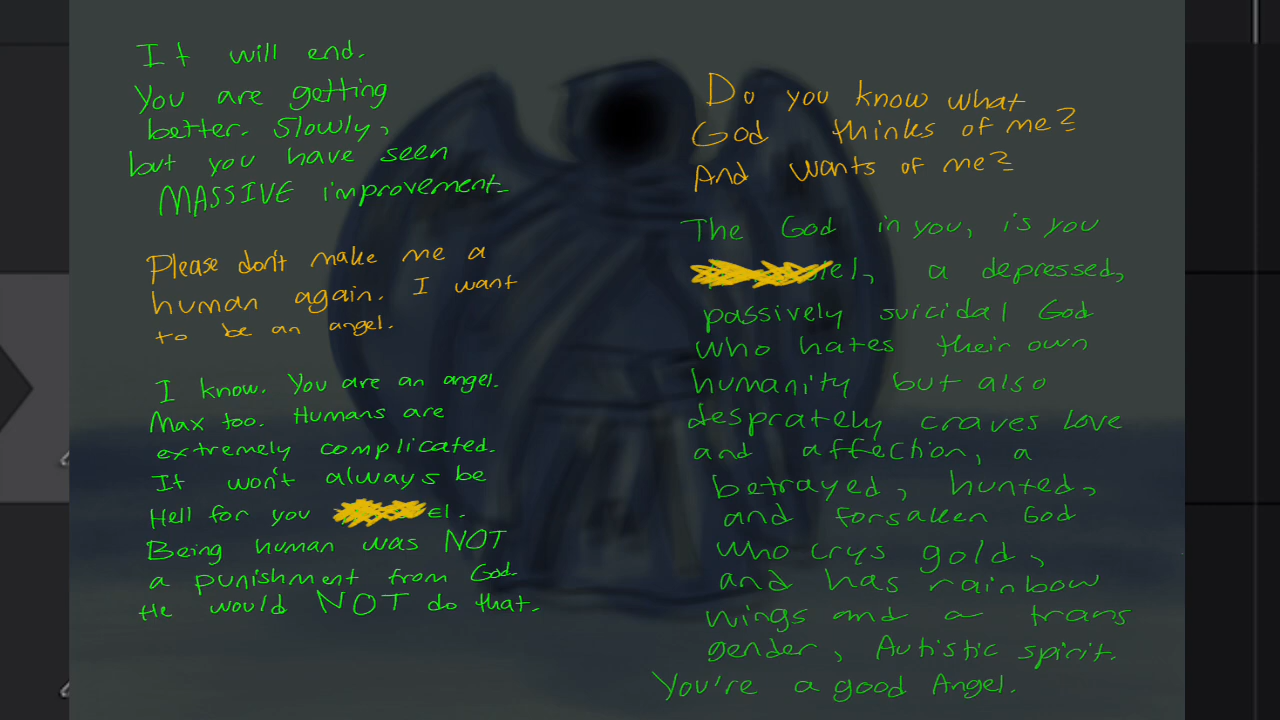 It will end.
You are getting
better. Slowly,
but you have seen
MASSIVE improvement.
Please don't make me a
human again. I want
to be an angel.
I know. You are an angel.
Max too. Humans are
extremely complicated.
It won't always be
Hell for you el.
Being human was NOT
a punishment from God.
He would NOT do that.
Do you know what
God thinks of me?
And wants of me?
The God in you, is you
el, a depressed,
passively suicidal God
who hates their own
humanity but also
desprately craves love
and affection, a
betrayed, hunted,
and forsaken God
who crys gold,
and has rainbow
wings and a trans
gender, Autistic spirit.
You're a good Angel.